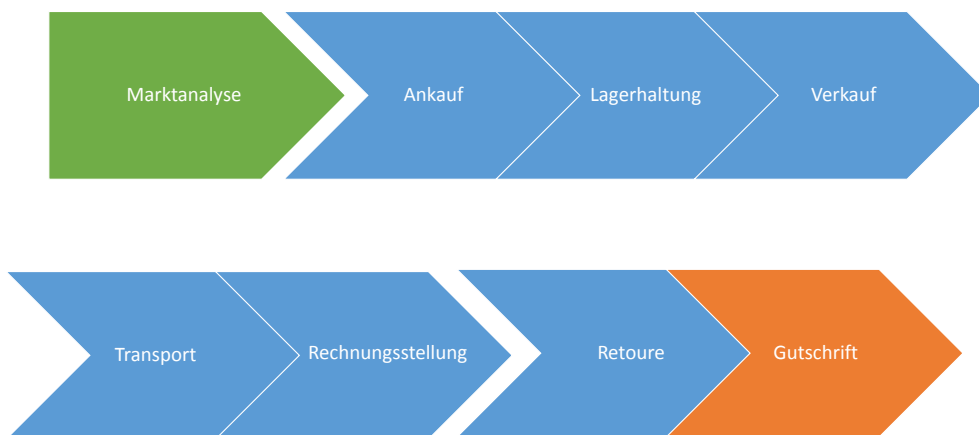 Marktanalyse
Ankauf
Lagerhaltung
Verkauf
Transport
Rechnungsstellung
Retoure
Gutschrift